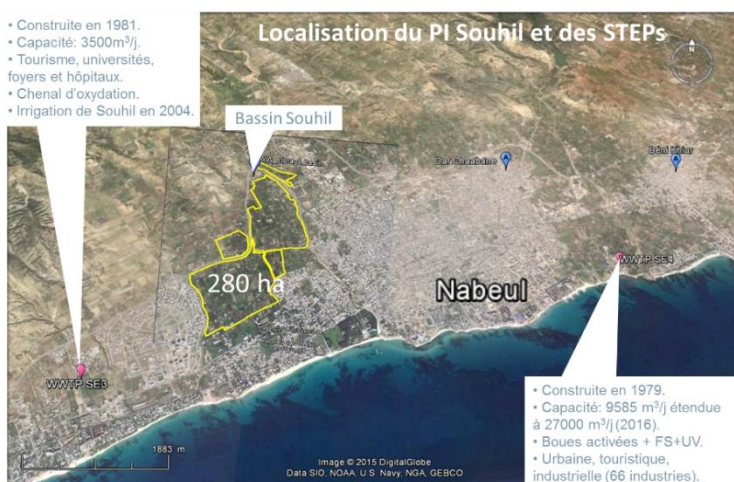 • Construite en 1981.
• Capacité: 3500m³/j.
• Tourisme, universités,
foyers et hôpitaux.
• Chenal d’oxydation.
• Irrigation de Souhil en 2004.
Localisation du PI Souhil et des STEPs
N
Bassin Souhil
Dar Chaabane
Béni Khiar
WWTP SE4
280 ha
Nabeul
WWTP SE3
1883 m
• Construite en 1979.
• Capacité: 9585 m³/j étendue
à 27000 m³/j (2016).
• Boues activées + FS+UV.
• Urbaine, touristique,
industrielle (66 industries).
Image © 2015 DigitalGlobe
Data SIO, NOAA, U.S. Navy, NGA, GEBCO